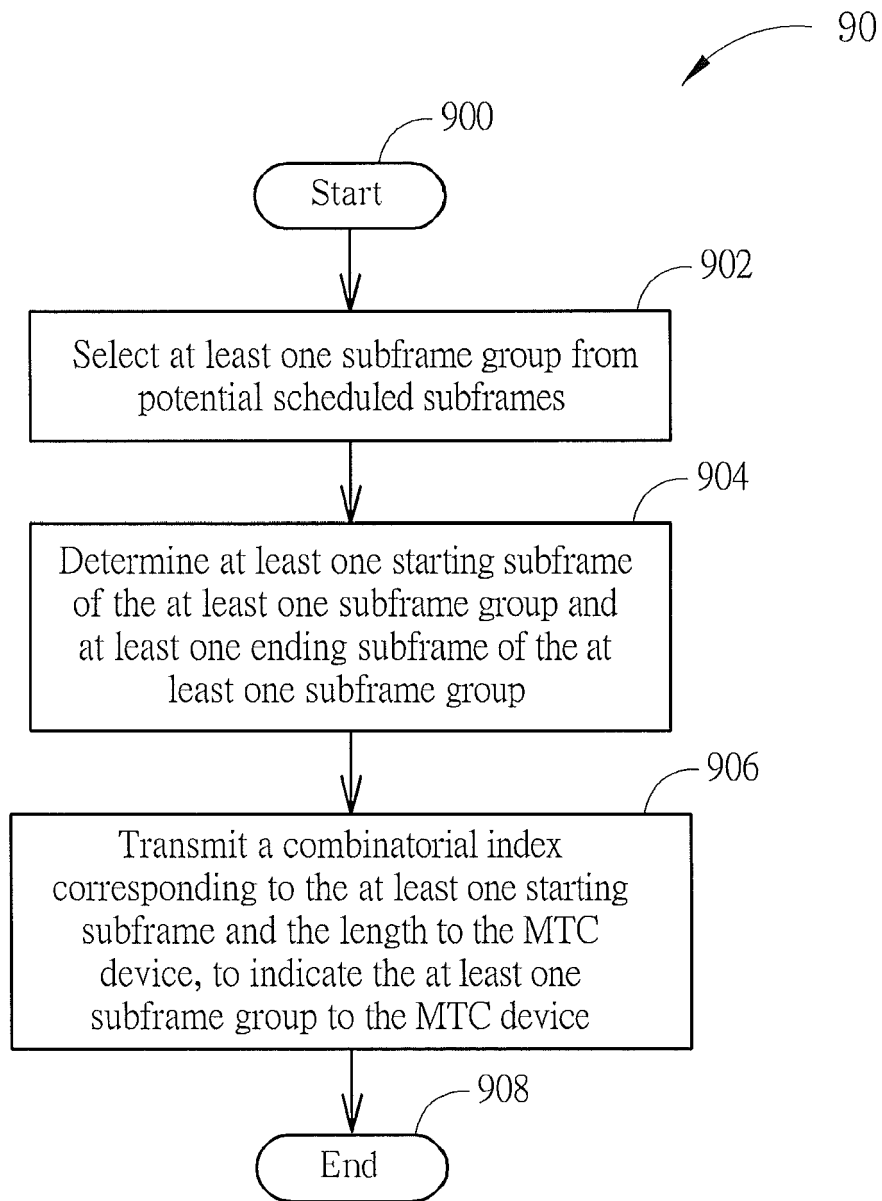 90
900
Start
902
Select at least one subframe group from
potential scheduled subframes
904
Determine at least one starting subframe
of the at least one subframe group and
at least one ending subframe of the at
least one subframe group
906
Transmit a combinatorial index
corresponding to the at least one starting
subframe and the length to the MTC
device, to indicate the at least one
subframe group to the MTC device
908
End